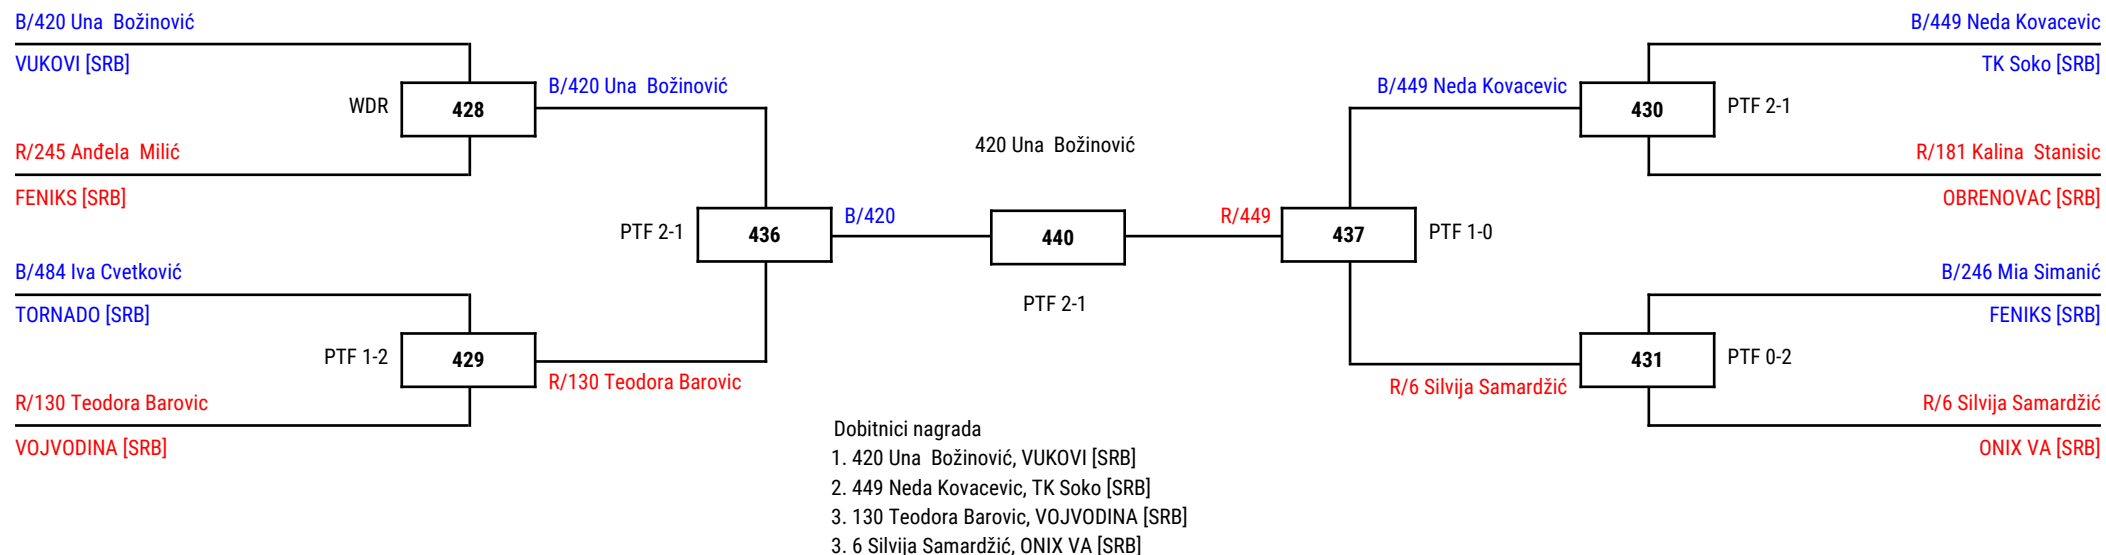 B/420 Una  Božinović
VUKOVI [SRB]
WDR
428
B/420 Una  Božinović
R/245 Anđela  Milić
FENIKS [SRB]
PTF 2-1
436
B/420
B/484 Iva Cvetković
TORNADO [SRB]
PTF 1-2
429
R/130 Teodora Barovic
R/130 Teodora Barovic
VOJVODINA [SRB]
420 Una  Božinović
440
PTF 2-1
B/449 Neda Kovacevic
TK Soko [SRB]
B/449 Neda Kovacevic
430
PTF 2-1
R/181 Kalina  Stanisic
OBRENOVAC [SRB]
R/449
437
PTF 1-0
B/246 Mia Simanić
FENIKS [SRB]
431
PTF 0-2
R/6 Silvija Samardžić
R/6 Silvija Samardžić
ONIX VA [SRB]
Dobitnici nagrada
1. 420 Una  Božinović, VUKOVI [SRB]
2. 449 Neda Kovacevic, TK Soko [SRB]
3. 130 Teodora Barovic, VOJVODINA [SRB]
3. 6 Silvija Samardžić, ONIX VA [SRB]